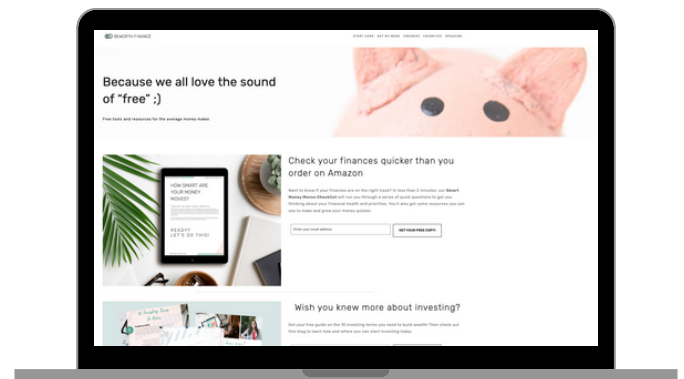 BEWORTH FINANCE
START HERE GET MY BOOK FREEBIES FAVORITES SPEAKING
Because we all love the sound
of “free” ;)
Free tools and resources for the average money maker.
Check your finances quicker than you
order on Amazon
HOW SMART ARE
YOUR MONEY
MOVES?
READY?
LET'S DO THIS!
Want to know if your finances are on the right track? In less than 2 minutes, our Smart
Money Moves Checklist will run you through a series of quick questions to get you
thinking about your financial health and priorities. You'll also get some resources you can
use to make and grow your money quicker.
Enter your email address
GET YOUR FREE COPY!
Wish you knew more about investing?
10 Investing Terms
to Know
Get your free guide on the 10 investing terms you need to build wealth! Then check out
this blog to learn how and where you can start investing today.